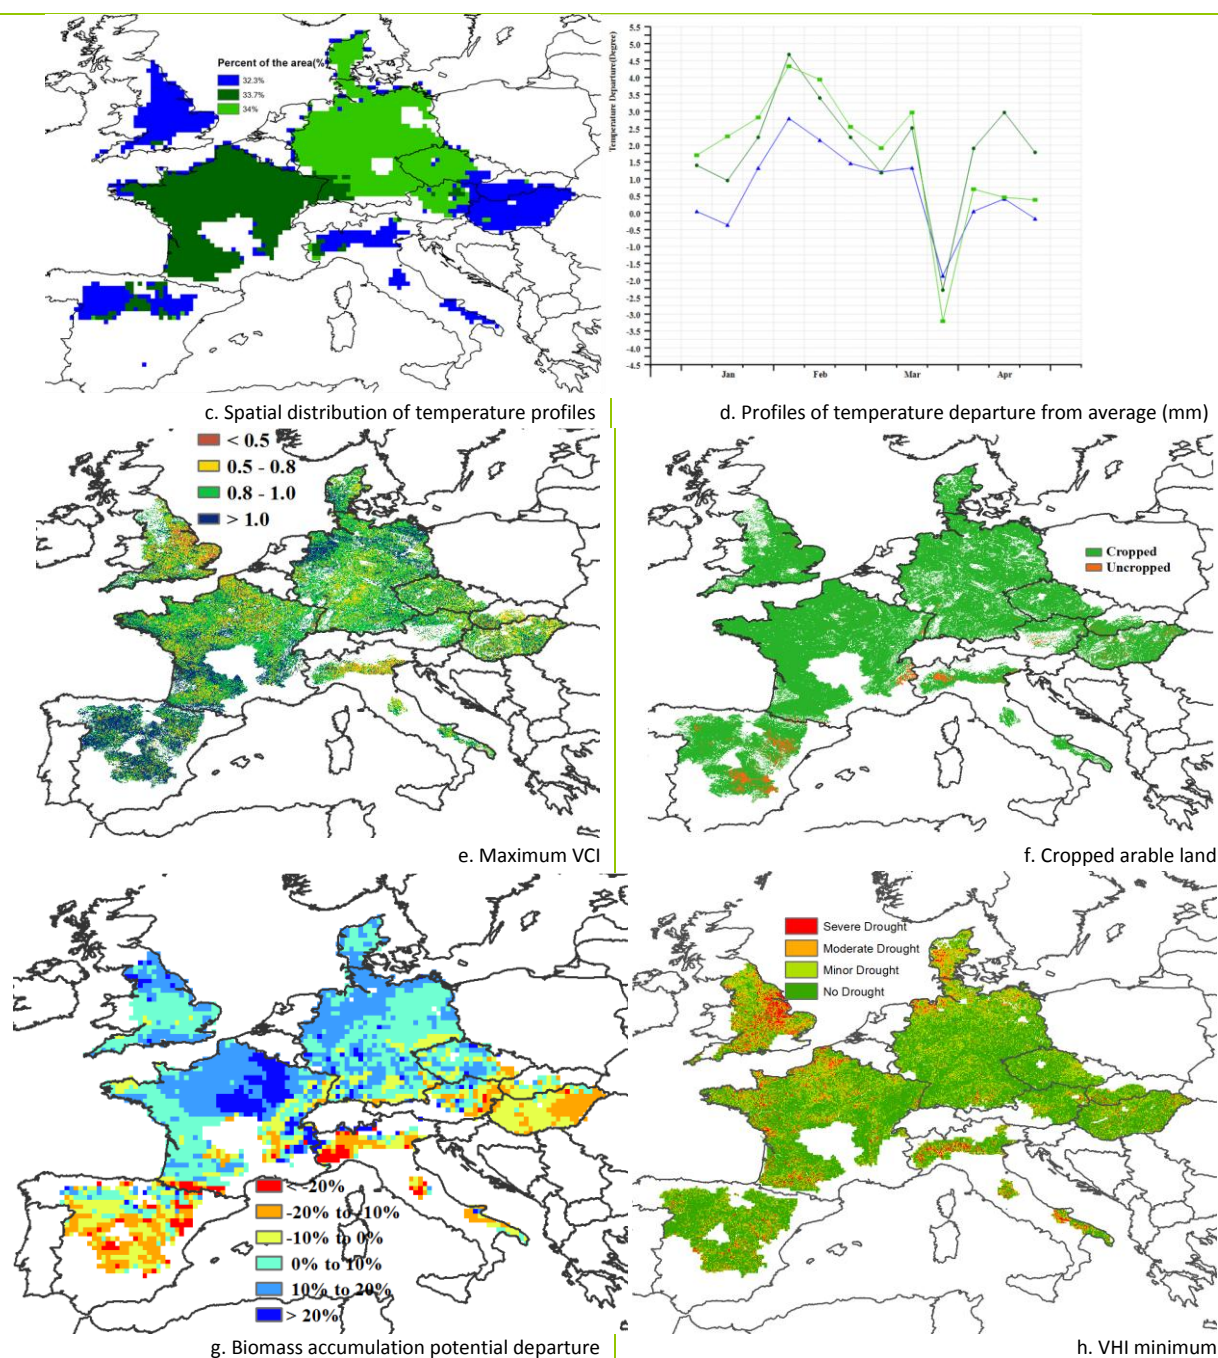 Percent of the area(%)
32.3%
33.7%
34%
Temperature Departure(Degree)
5.5
5.0
4.5
4.0
3.5
3.0
2.5
2.0
1.5
1.0
0.5
0.0
-0.5
-1.0
-1.5
-2.0
-2.5
-3.0
-3.5
-4.0
-4.5
Jan Feb Mar Apr
c. Spatial distribution of temperature profiles
d. Profiles of temperature departure from average (mm)
< 0.5
0.5 - 0.8
0.8 - 1.0
> 1.0
Cropped
Uncropped
e. Maximum VCI
f. Cropped arable land
<-20%
-20% to -10%
-10% to 0%
0% to 10%
10% to 20%
> 20%
Severe Drought
Moderate Drought
Minor Drought
No Drought
g. Biomass accumulation potential departure
h. VHI minimum